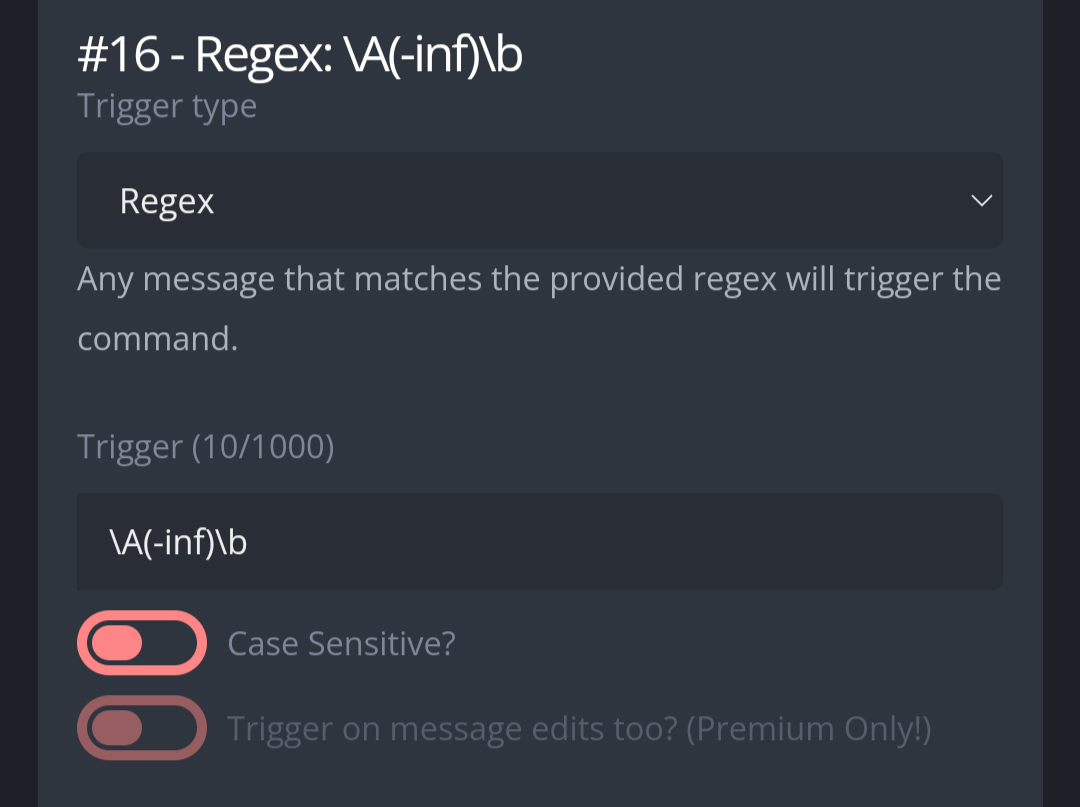 #16 - Regex: \A(-inf)\b
Trigger type
Regex
Any message that matches the provided regex will trigger the
command.
Trigger (10/1000)
\A(-inf)\b
Case Sensitive?
Trigger on message edits too? (Premium Only!)